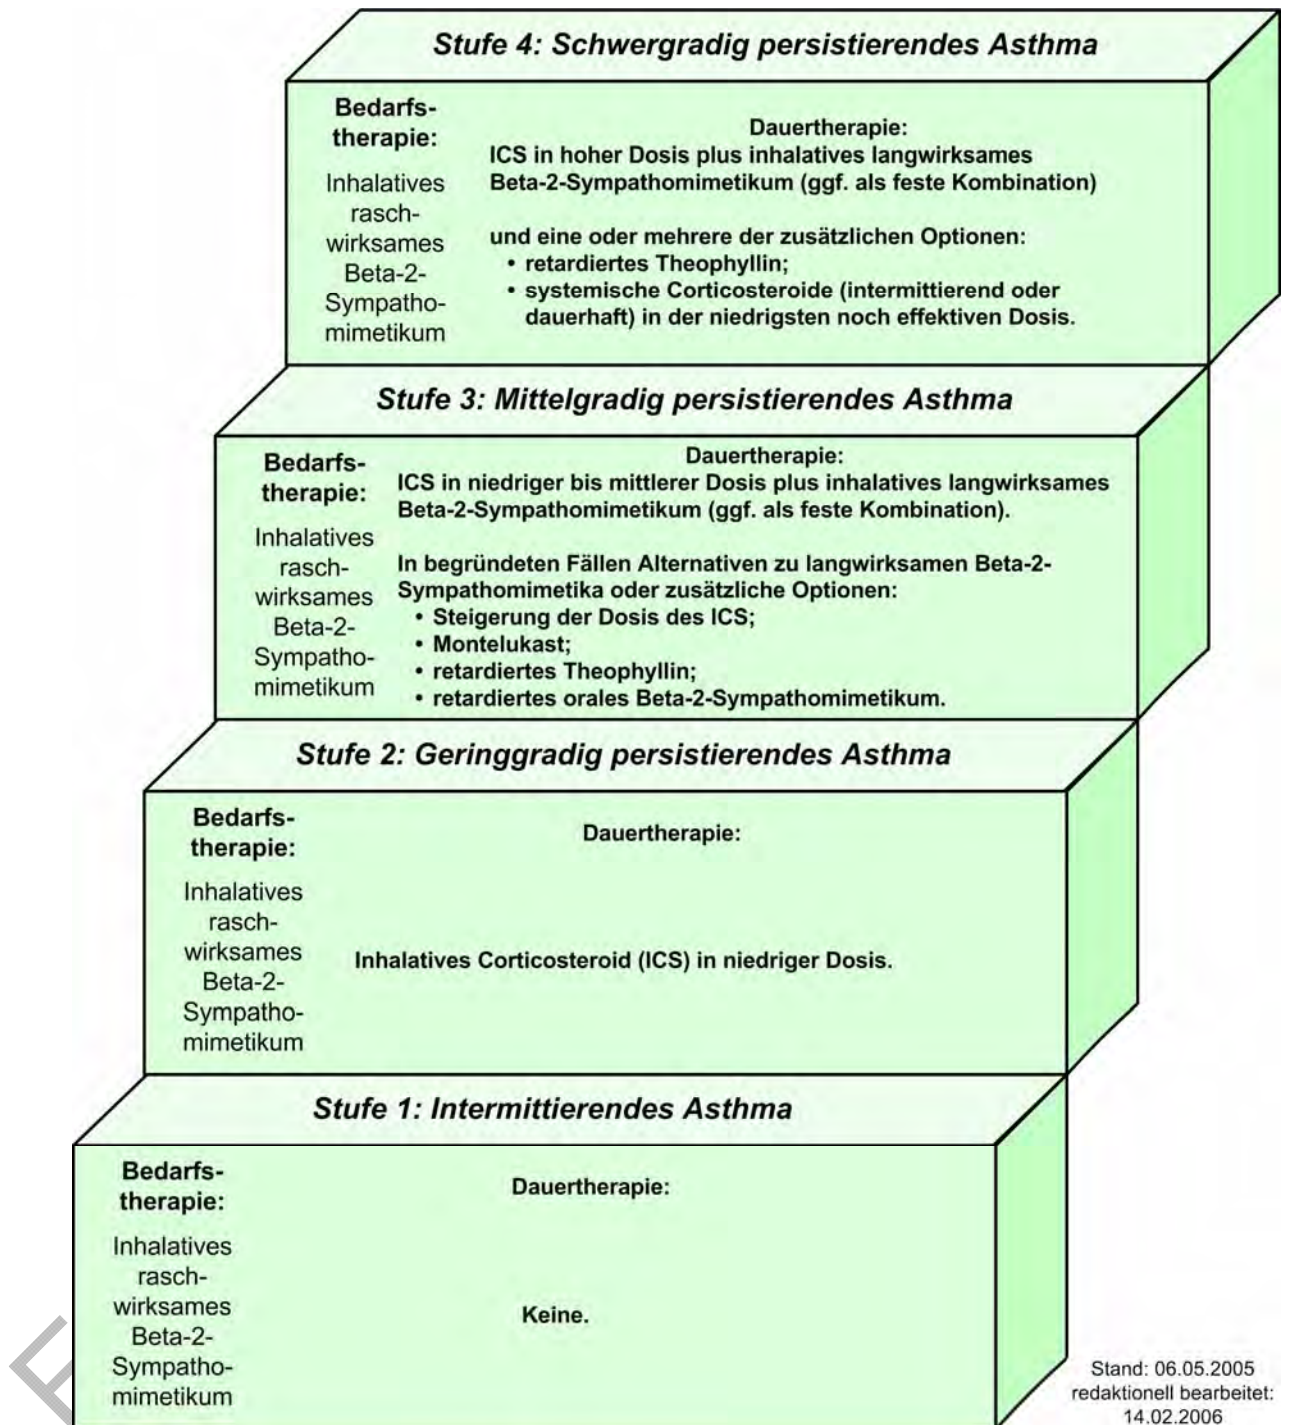 Stufe 4: Schwergradig persistierendes Asthma
Bedarfs-
therapie:
Inhalatives
rasch-
wirksames
Beta-2-
Sympatho-
mimetikum
Dauertherapie:
ICS in hoher Dosis plus inhalatives langwirksames
Beta-2-Sympathomimetikum (ggf. als feste Kombination)
und eine oder mehrere der zusätzlichen Optionen:
• retardiertes Theophyllin;
• systemische Corticosteroide (intermittierend oder
dauerhaft) in der niedrigsten noch effektiven Dosis.
Stufe 3: Mittelgradig persistierendes Asthma
Bedarfs-
therapie:
Inhalatives
rasch-
wirksames
Beta-2-
Sympatho-
mimetikum
Dauertherapie:
ICS in niedriger bis mittlerer Dosis plus inhalatives langwirksames
Beta-2-Sympathomimetikum (ggf. als feste Kombination).
In begründeten Fällen Alternativen zu langwirksamen Beta-2-
Sympathomimetika oder zusätzliche Optionen:
• Steigerung der Dosis des ICS;
• Montelukast;
• retardiertes Theophyllin;
• retardiertes orales Beta-2-Sympathomimetikum.
Stufe 2: Geringgradig persistierendes Asthma
Bedarfs-
therapie:
Inhalatives
rasch-
wirksames
Beta-2-
Sympatho-
mimetikum
Dauertherapie:
Inhalatives Corticosteroid (ICS) in niedriger Dosis.
Stufe 1: Intermittierendes Asthma
Bedarfs-
therapie:
Inhalatives
rasch-
wirksames
Beta-2-
Sympatho-
mimetikum
Dauertherapie:
Keine.
Stand: 06.05.2005
redaktionell bearbeitet:
14.02.2006